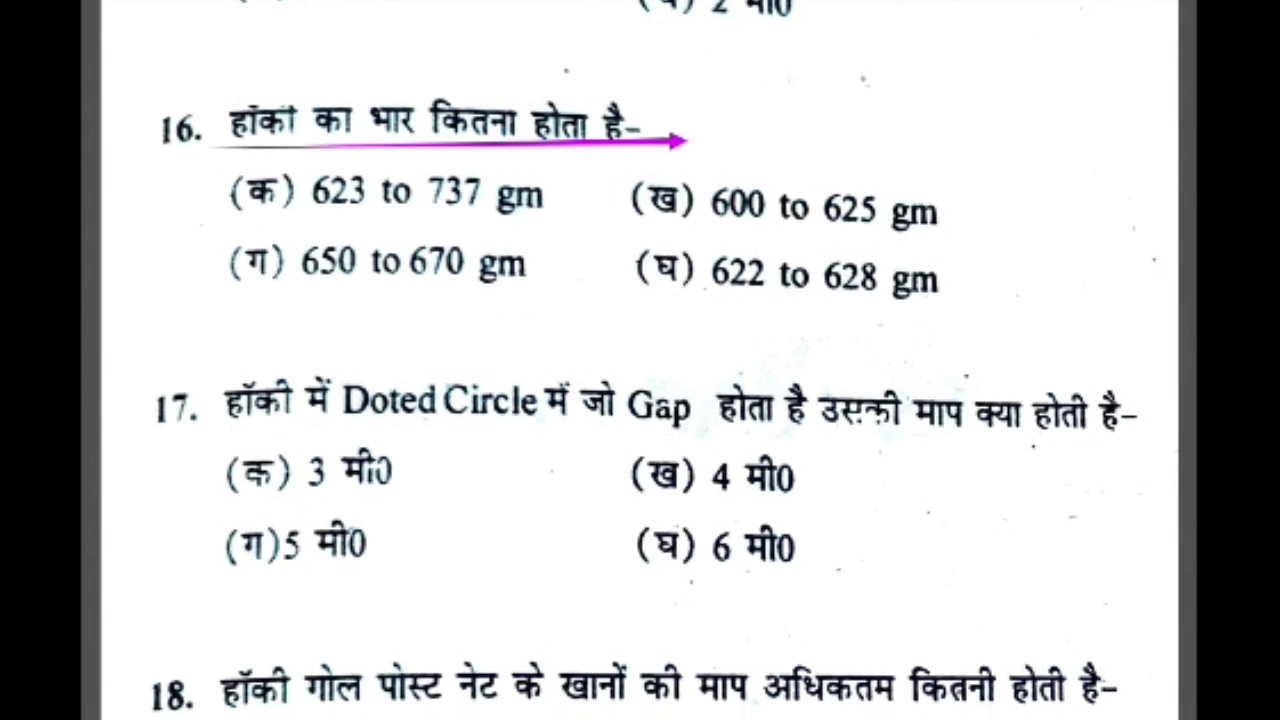 16. हॉकी का भार कितना होता है-
(क) 623 to 737 gm (ख) 600 to 625 gm
(ग) 650 to 670 gm (घ) 622 to 628 gm
17. हॉकी में Doted Circle में जो Gap होता है उसकी माप क्या होती है-
(क) 3 मी0 (ख) 4 मी0
(ग)5 मी0 (घ) 6 मी0
18. हॉकी गोल पोस्ट नेट के खानों की माप अधिकतम कितनी होती है-